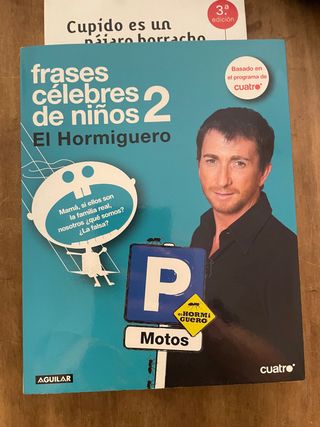 Cupido es un
pájaro borracho
3.ª
edición
frases
célebres
de niños 2
El Hormiguero
Basado en
el programa de
cuatro
Mamá, si ellos son
la familia real,
nosotros ¿qué somos?
¿La falsa?
P
EL HORMI
GUERO
Motos
AGUILAR
cuatro